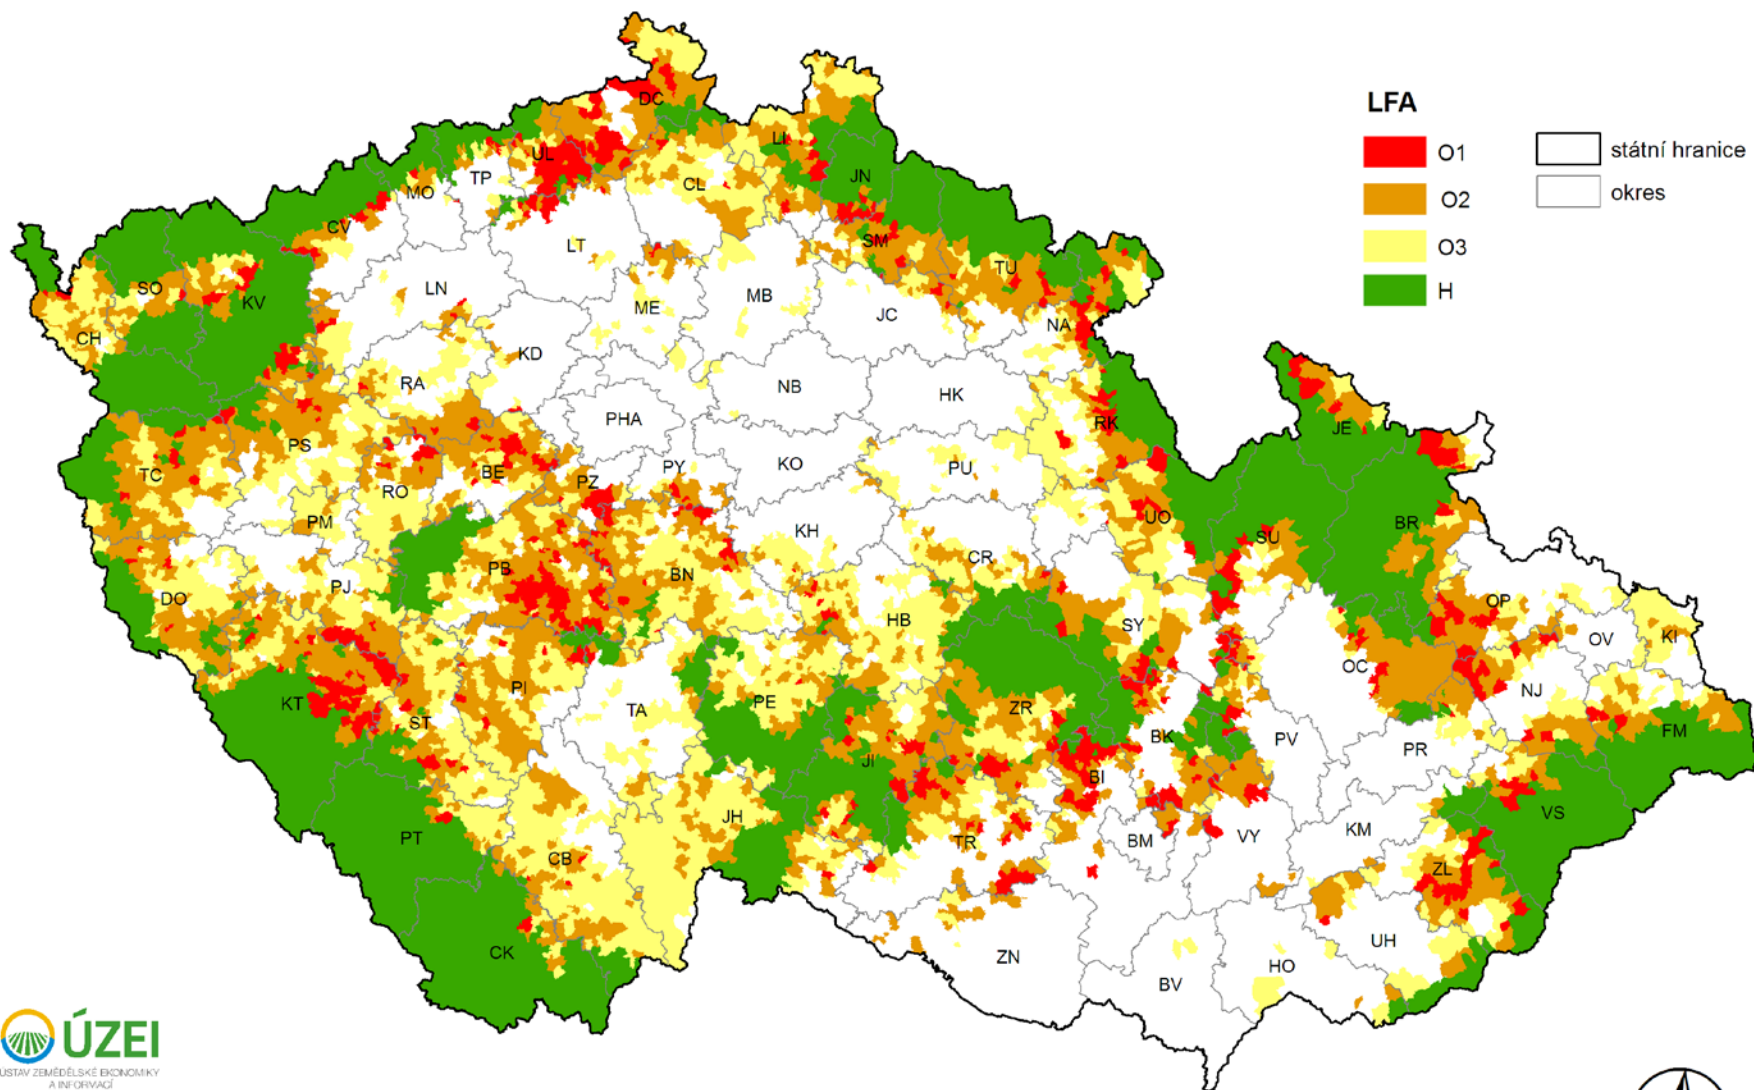 LFA
O1
O2
O3
H
státní hranice
okres
DC
LI
UL
JN
TP
MO
CL
CV
SM
LT
TU
SO
LN
KV
MB
ME
JC
NA
CH
KD
RA
NB
HK
PHA
RK
JE
PS
TC
BE
PY
KO
PU
PZ
RO
PM
UO
BR
KH
SU
CR
PB
BN
PJ
DO
OP
HB
SY
OV
KI
OC
PI
KT
NJ
PE
ZR
TA
ST
FM
BK
PV
PR
JI
BI
JH
VS
PT
TR
BM
VY
KM
CB
ZL
UH
CK
ZN
HO
BV
ÚZEI
ÚSTAV ZEMĚDĚLSKÉ EKONOMIKY
A INFORMACÍ